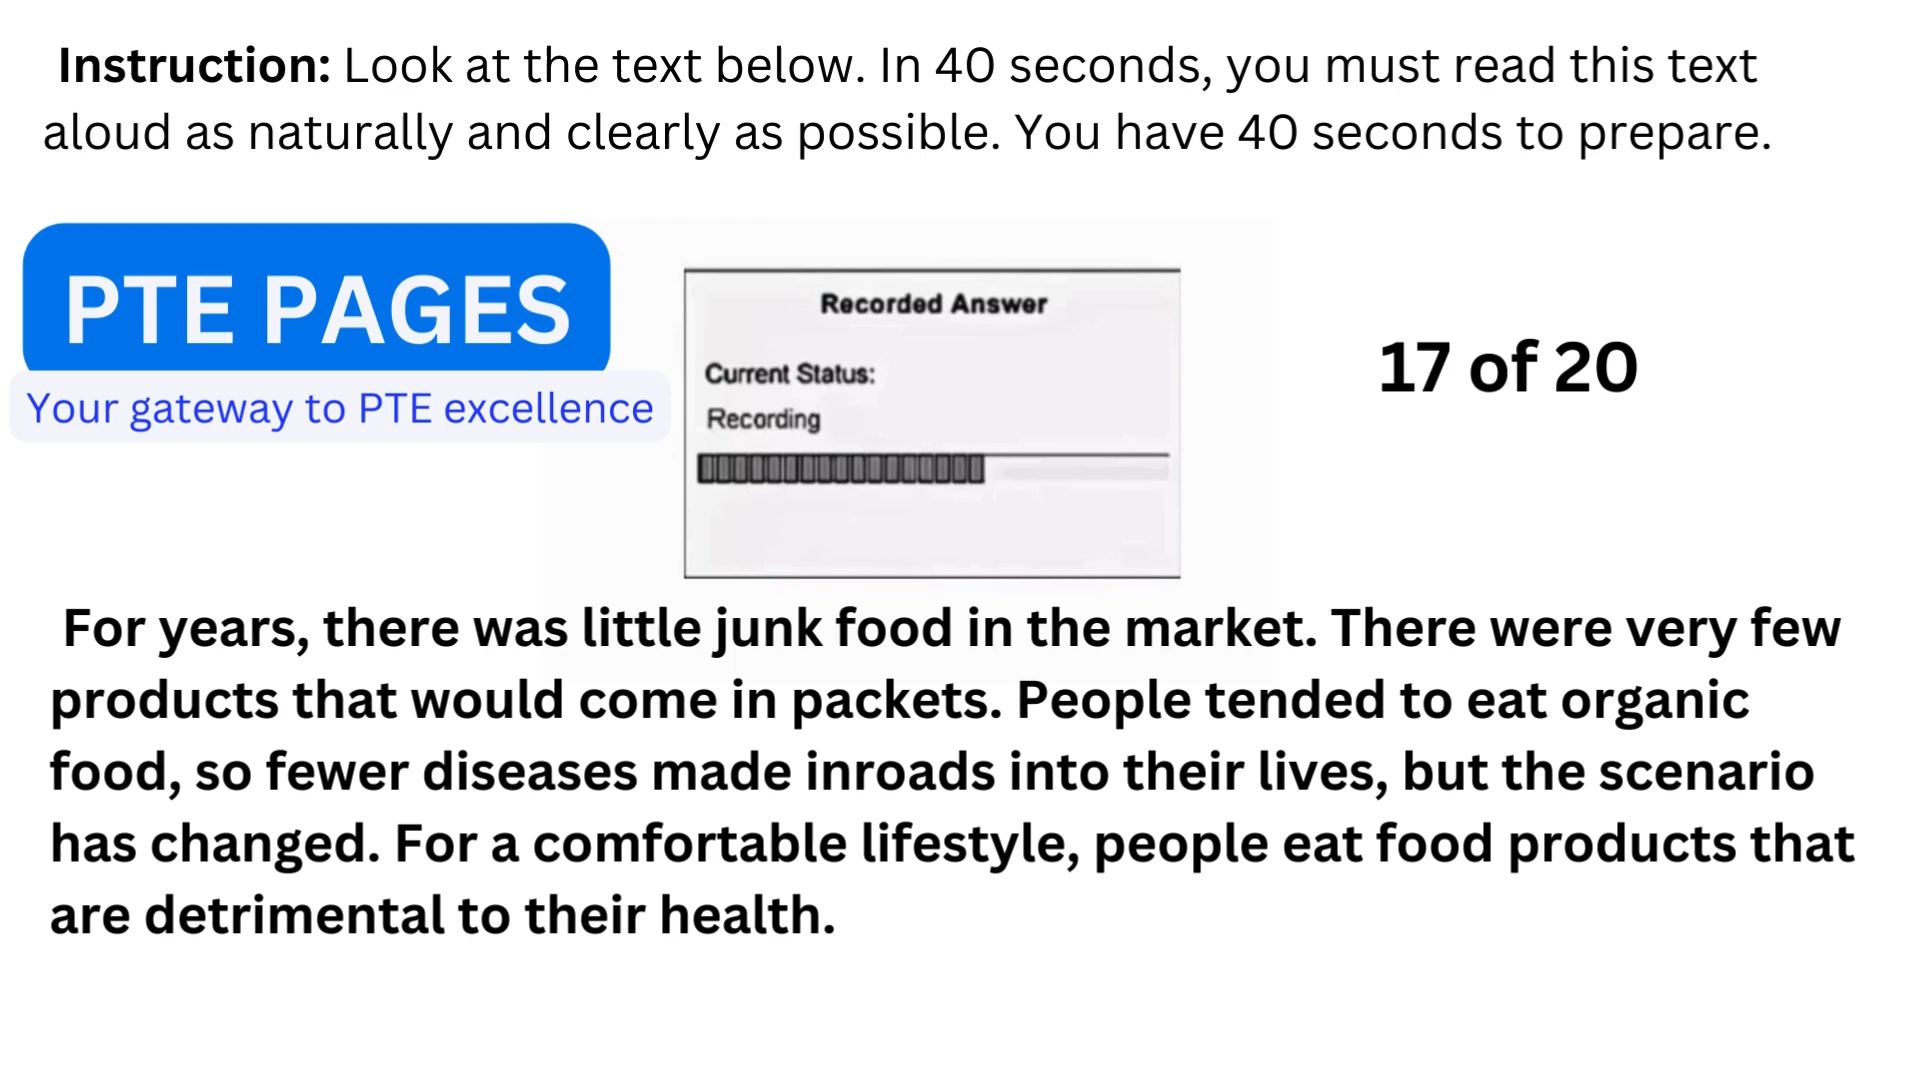 Instruction: Look at the text below. In 40 seconds, you must read this text
aloud as naturally and clearly as possible. You have 40 seconds to prepare.
PTE PAGES
Your gateway to PTE excellence
Recorded Answer
Current Status:
Recording
17 of 20
For years, there was little junk food in the market. There were very few
products that would come in packets. People tended to eat organic
food, so fewer diseases made inroads into their lives, but the scenario
has changed. For a comfortable lifestyle, people eat food products that
are detrimental to their health.